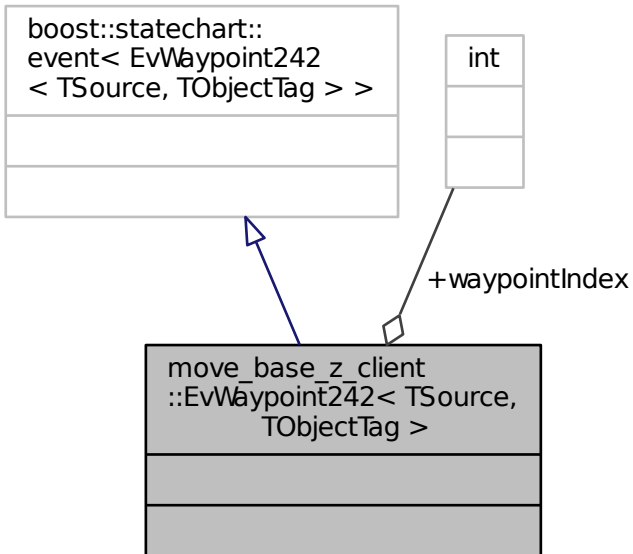 boost::statechart::
event< EvWaypoint242
< TSource, TObjectTag > >
int
+waypointIndex
move_base_z_client
::EvWaypoint242< TSource,
TObjectTag >